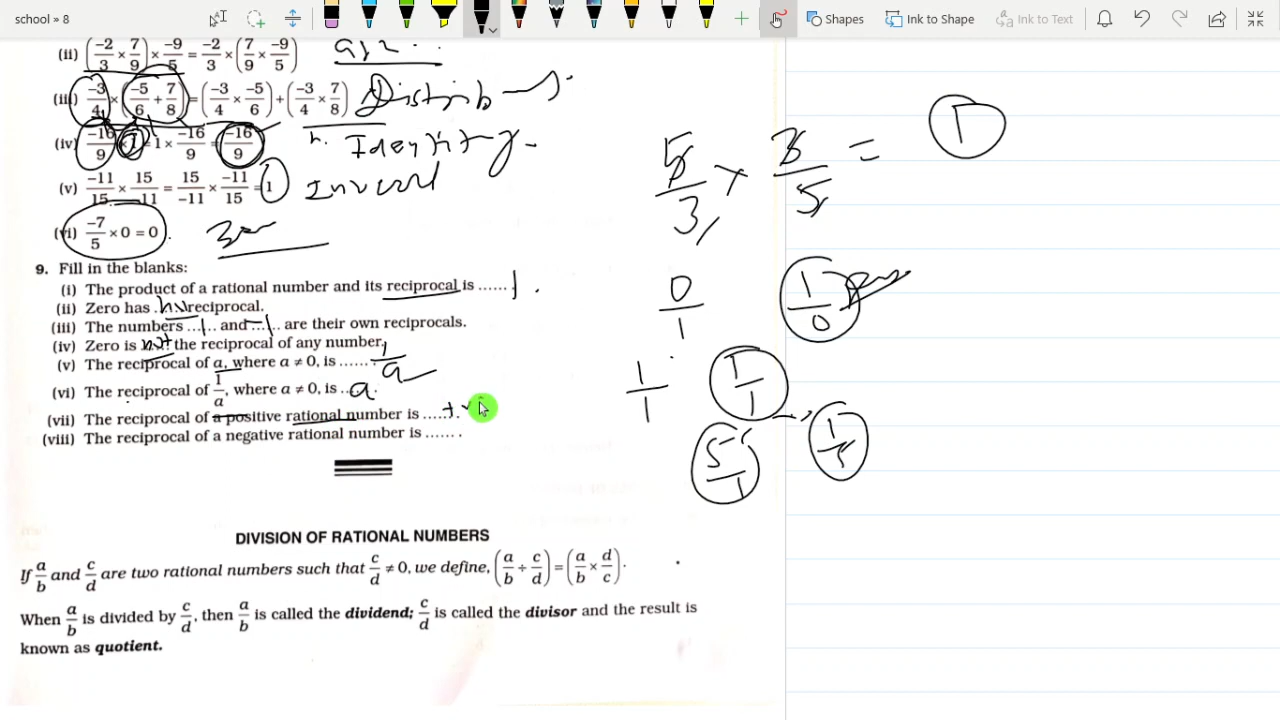 school » 8
Shapes Ink to Shape Ink to Text
(ii) (-2/3 × 7/9) × -9/5 = -2/3 × (7/9 × -9/5)
(iii) -3/4 × (-5/6 + 7/8) = (-3/4 × -5/6) + (-3/4 × 7/8) Distrib
(iv) -16/9 × 1 = 1 × -16/9 = -16/9 Identity
(v) -11/15 × 15/-11 = 15/-11 × -11/15 = 1
(vi) -7/5 × 0 = 0.
5/3 × 3/5 = 1
9. Fill in the blanks:
(i) The product of a rational number and its reciprocal is ...... 1.
(ii) Zero has no reciprocal.
(iii) The numbers ...1.. and ...-1... are their own reciprocals.
(iv) Zero is not the reciprocal of any number.
(v) The reciprocal of a, where a ≠ 0, is ...... 1/a
(vi) The reciprocal of 1/a, where a ≠ 0, is ... a.
(vii) The reciprocal of a positive rational number is ...... +v
(viii) The reciprocal of a negative rational number is ...... .
0/1 1/0
1/1 1/1
5/1 1/5
DIVISION OF RATIONAL NUMBERS
If a/b and c/d are two rational numbers such that c/d ≠ 0, we define, (a/b ÷ c/d) = (a/b × d/c).
When a/b is divided by c/d, then a/b is called the dividend; c/d is called the divisor and the result is
known as quotient.